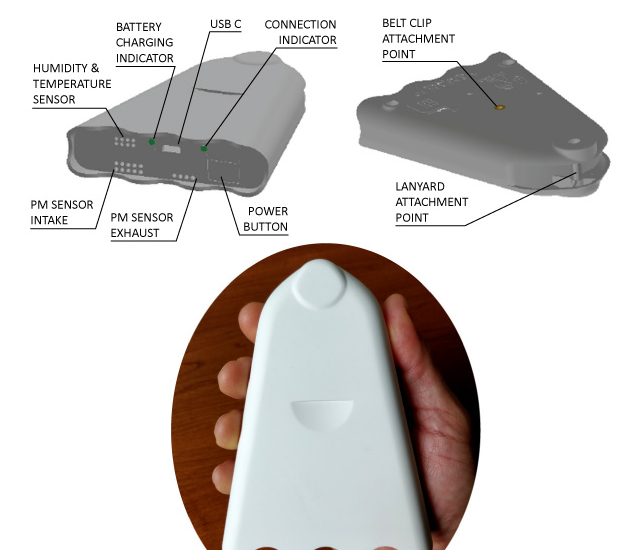 BATTERY
CHARGING
INDICATOR
USB C
CONNECTION
INDICATOR
HUMIDITY &
TEMPERATURE
SENSOR
PM SENSOR
INTAKE
PM SENSOR
EXHAUST
POWER
BUTTON
BELT CLIP
ATTACHMENT
POINT
LANYARD
ATTACHMENT
POINT